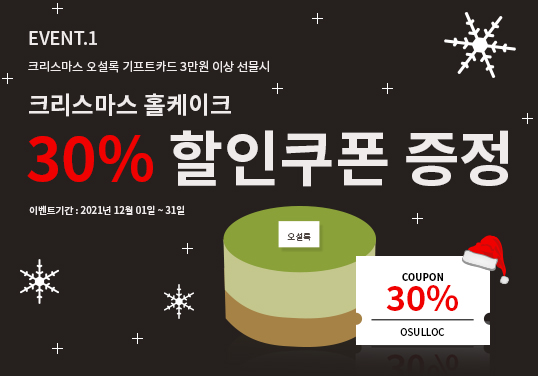 EVENT.1
크리스마스 오설록 기프트카드 3만원 이상 선물시
크리스마스 홀케이크
30% 할인쿠폰 증정
이벤트기간 : 2021년 12월 01일 ~ 31일
오설록
COUPON
30%
OSULLOC